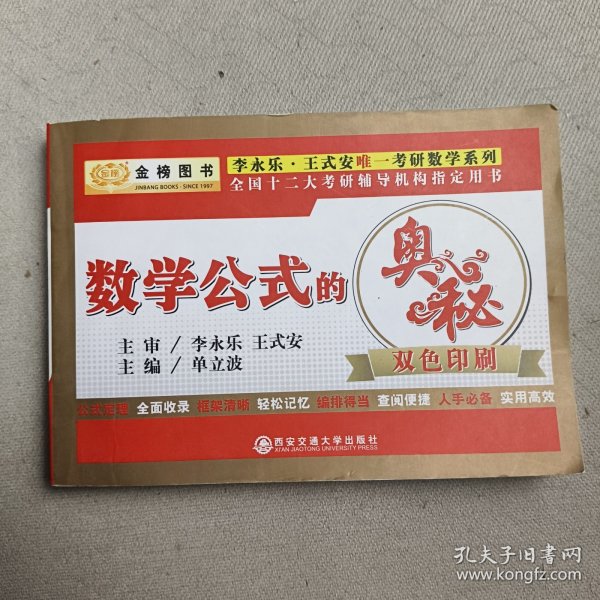 金榜
金榜图书
JINBANG BOOKS · SINCE 1997
李永乐·王式安唯一考研数学系列
全国十二大考研辅导机构指定用书
数学公式的
奥秘
双色印刷
主审/李永乐 王式安
主编/单立波
公式定理 全面收录 框架清晰 轻松记忆 编排得当 查阅便捷 人手必备 实用高效
西安交通大学出版社
XI'AN JIAOTONG UNIVERSITY PRESS
孔夫子旧书网
www.kongfz.com